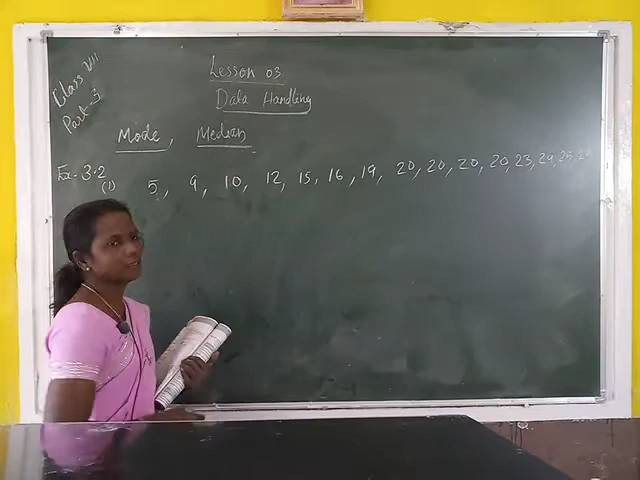 Class VII
Part-3
Lesson 03
Data Handling
Mode, Median
Ex-3.2
(1) 5, 9, 10, 12, 15, 16, 19, 20, 20, 20, 20, 23, 24, 25,